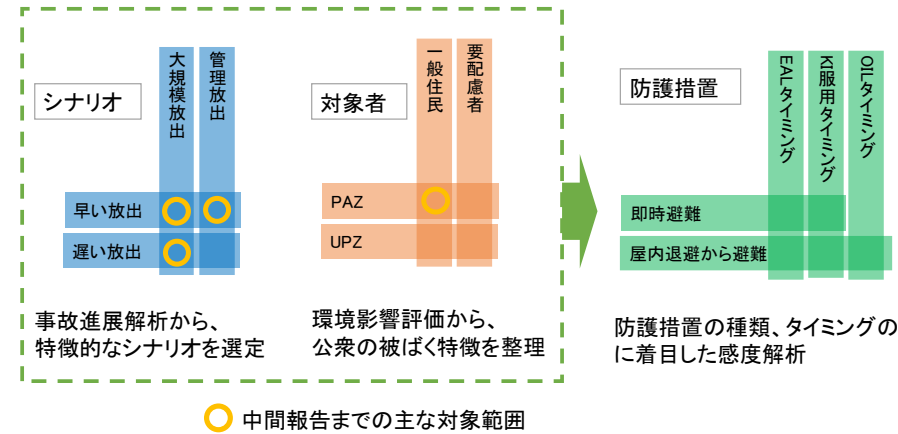 シナリオ
大規模放出
管理放出
早い放出
遅い放出
事故進展解析から、
特徴的なシナリオを選定
対象者
一般住民
要配慮者
PAZ
UPZ
環境影響評価から、
公衆の被ばく特徴を整理
防護措置
EALタイミング
KI服用タイミング
OILタイミング
即時避難
屋内退避から避難
防護措置の種類、タイミングの
に着目した感度解析
中間報告までの主な対象範囲